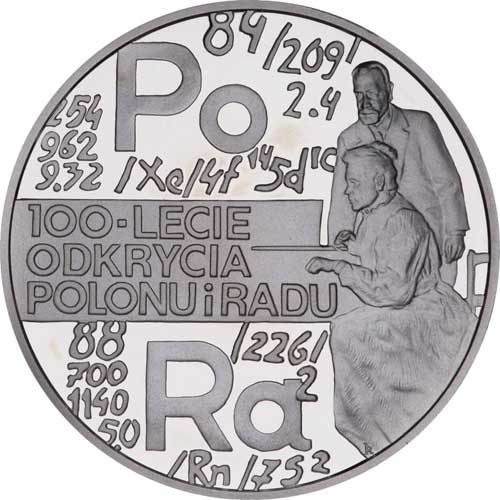 84
Po /209/
2.4
254
962
9.32
/Xe/4f¹⁴5d¹⁰
100-LECIE
ODKRYCIA
POLONU i RADU
88
700
1140
5.0
Ra /226/
2
/Rn/7s²